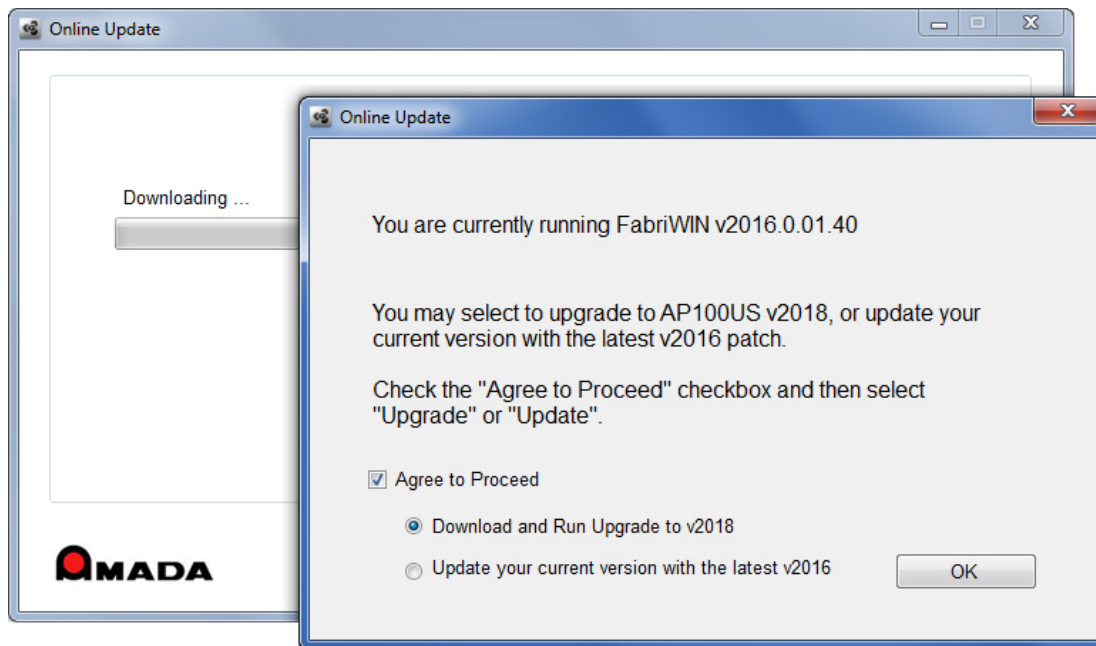 Online Update
Online Update
Downloading ...
You are currently running FabriWIN v2016.0.01.40
You may select to upgrade to AP100US v2018, or update your
current version with the latest v2016 patch.
Check the "Agree to Proceed" checkbox and then select
"Upgrade" or "Update".
Agree to Proceed
Download and Run Upgrade to v2018
Update your current version with the latest v2016
OK
AMADA